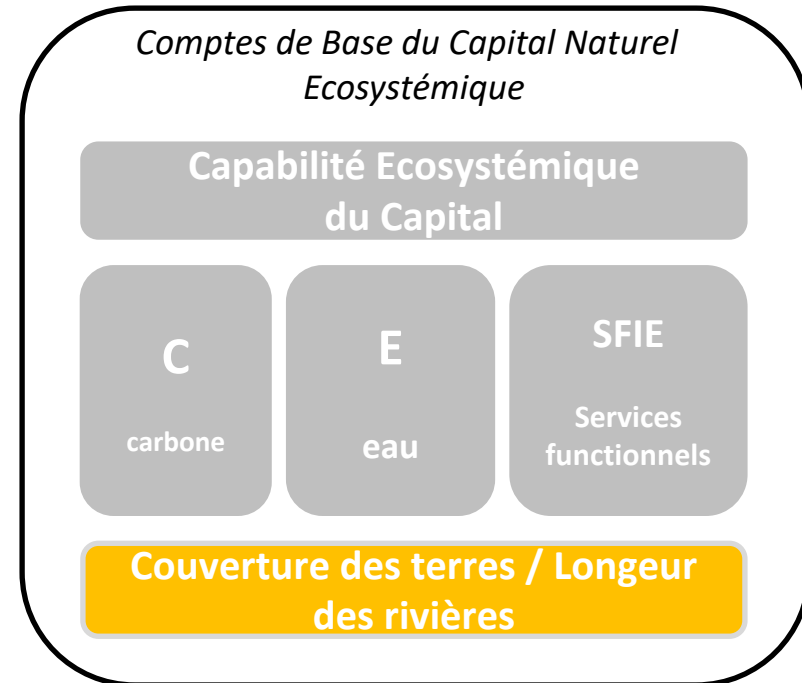 Comptes de Base du Capital Naturel
Ecosystémique
Capabilité Ecosystémique
du Capital
C
carbone
E
eau
SFIE
Services
functionnels
Couverture des terres / Longeur
des rivières